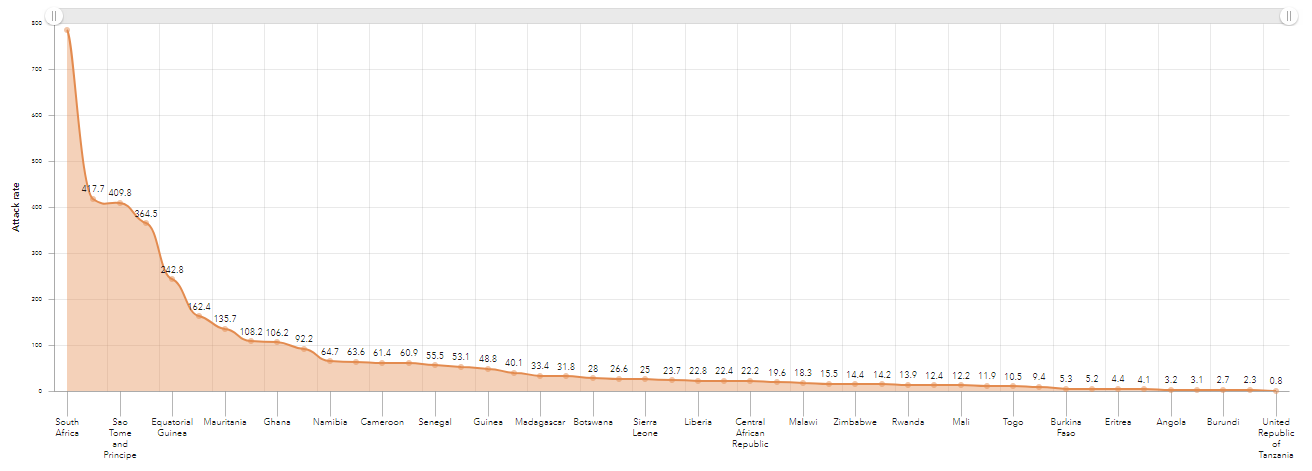 800
700
600
500
400
300
200
100
0
Attack rate
417.7
409.8
364.5
242.8
162.4
135.7
108.2
106.2
92.2
64.7
63.6
61.4
60.9
55.5
53.1
48.8
40.1
33.4
31.8
28
26.6
25
23.7
22.8
22.4
22.2
19.6
18.3
15.5
14.4
14.2
13.9
12.4
12.2
11.9
10.5
9.4
5.3
5.2
4.4
4.1
3.2
3.1
2.7
2.3
0.8
South
Africa
Sao
Tome
and
Principe
Equatorial
Guinea
Mauritania
Ghana
Namibia
Cameroon
Senegal
Guinea
Madagascar
Botswana
Sierra
Leone
Liberia
Central
African
Republic
Malawi
Zimbabwe
Rwanda
Mali
Togo
Burkina
Faso
Eritrea
Angola
Burundi
United
Republic
of
Tanzania